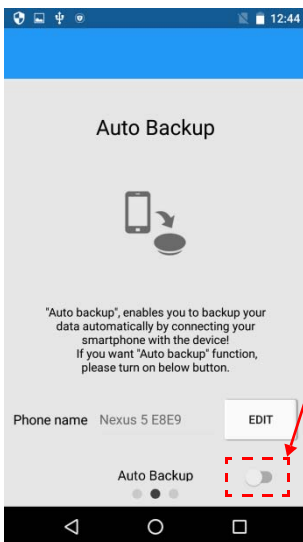 12:44
Auto Backup
"Auto backup", enables you to backup your
data automatically by connecting
smartphone with the device!
If you want "Auto backup" function,
please turn on below button.
Phone name Nexus 5 E8E9 EDIT
Auto Backup